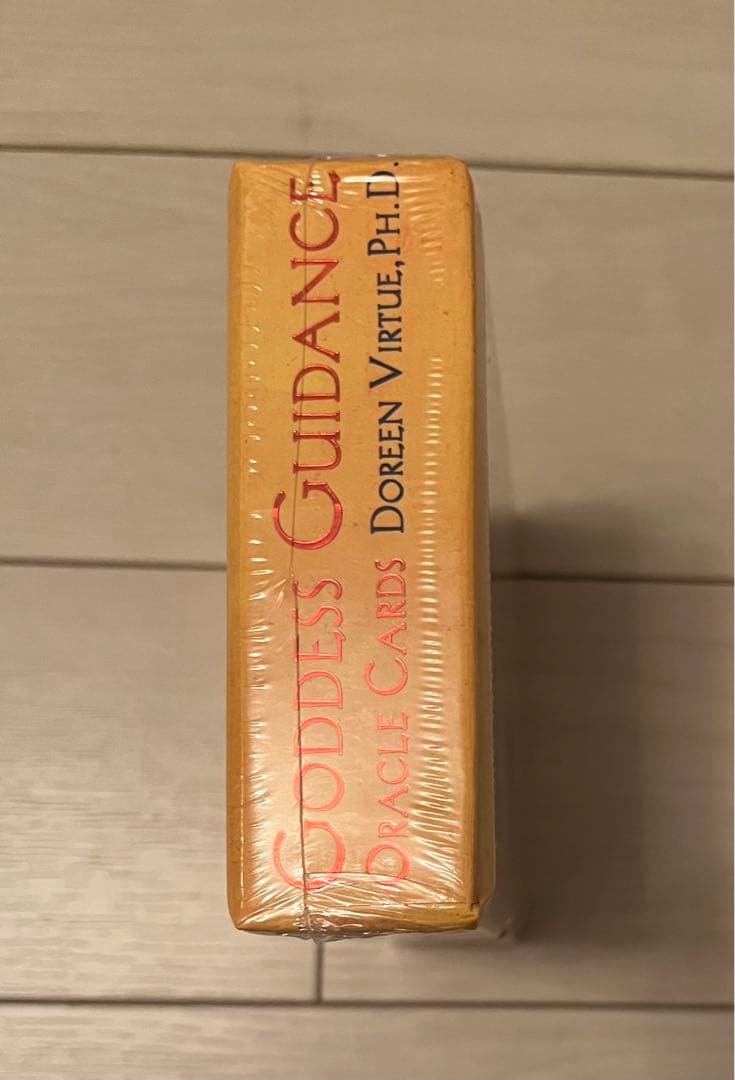 GODDESS GUIDANCE
ORACLE CARDS DOREEN VIRTUE, PH.D.